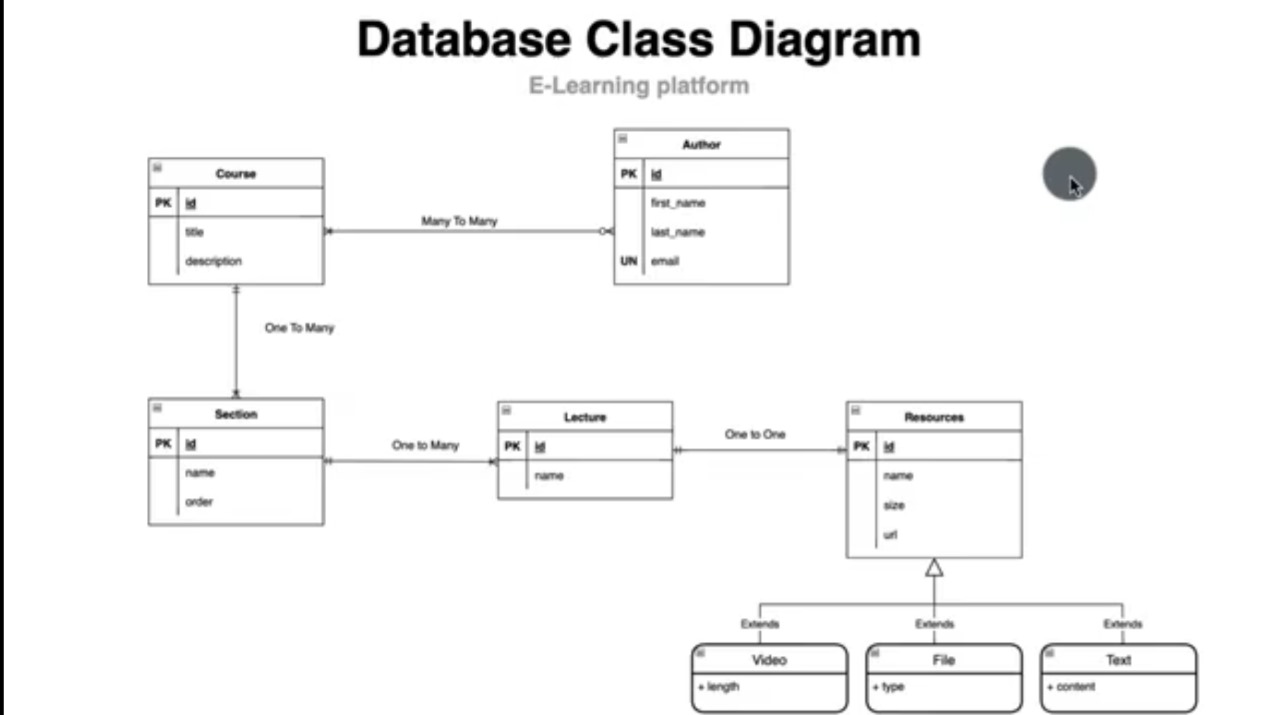 Database Class Diagram
E-Learning platform
Course
PK id
title
description
Many To Many
Author
PK id
first_name
last_name
UN email
One To Many
Section
PK id
name
order
One to Many
Lecture
PK id
name
One to One
Resources
PK id
name
size
url
Extends
Extends
Extends
Video
+ length
File
+ type
Text
+ content